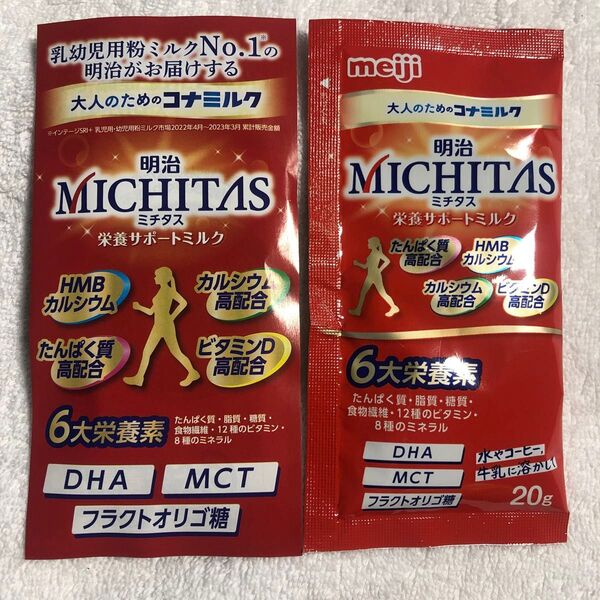 乳幼児用粉ミルクNo.1※の
明治がお届けする
大人のためのコナミルク
※インテージSRI+ 乳児用・幼児用粉ミルク市場2022年4月〜2023年3月 累計販売金額
明治
MICHITAS
ミチタス
栄養サポートミルク
HMB
カルシウム
カルシウム
高配合
たんぱく質
高配合
ビタミンD
高配合
6大栄養素
たんぱく質・脂質・糖質・
食物繊維・12種のビタミン・
8種のミネラル
DHA
MCT
フラクトオリゴ糖
meiji
大人のためのコナミルク
明治
MICHITAS
ミチタス
栄養サポートミルク
たんぱく質
高配合
HMB
カルシウム
カルシウム
高配合
ビタミンD
高配合
6大栄養素
たんぱく質・脂質・糖質・
食物繊維・12種のビタミン・
8種のミネラル
DHA
MCT
フラクトオリゴ糖
水やコーヒー,
牛乳に溶かし
20g